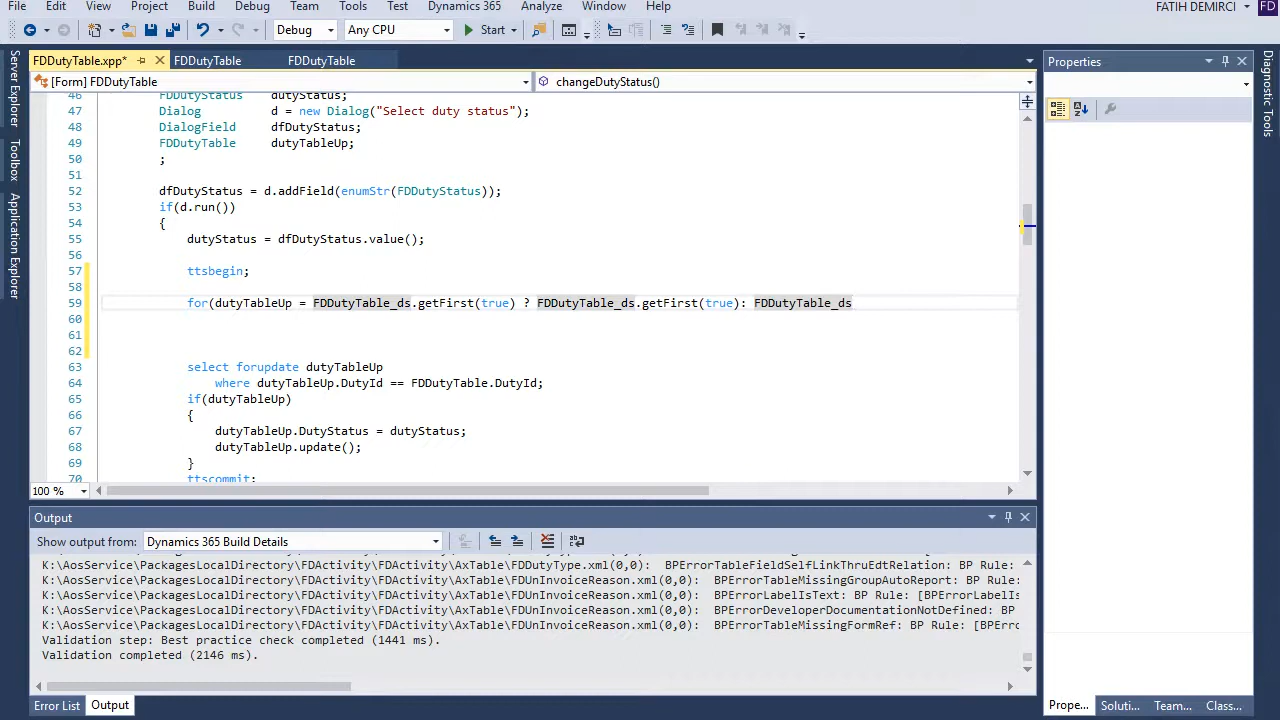 File Edit View Project Build Debug Team Tools Test Dynamics 365 Analyze Window Help FATIH DEMIRCI FD
Debug Any CPU Start
FDDutyTable.xpp* FDDutyTable FDDutyTable Properties
[Form] FDDutyTable changeDutyStatus()
Server Explorer
Toolbox
Application Explorer
Diagnostic Tools
46 FDDutyStatus dutyStatus;
47 Dialog d = new Dialog("Select duty status");
48 DialogField dfDutyStatus;
49 FDDutyTable dutyTableUp;
50 ;
51
52 dfDutyStatus = d.addField(enumStr(FDDutyStatus));
53 if(d.run())
54 {
55 dutyStatus = dfDutyStatus.value();
56
57 ttsbegin;
58
59 for(dutyTableUp = FDDutyTable_ds.getFirst(true) ? FDDutyTable_ds.getFirst(true): FDDutyTable_ds
60
61
62
63 select forupdate dutyTableUp
64 where dutyTableUp.DutyId == FDDutyTable.DutyId;
65 if(dutyTableUp)
66 {
67 dutyTableUp.DutyStatus = dutyStatus;
68 dutyTableUp.update();
69 }
70 ttscommit;
100 %
Output
Show output from: Dynamics 365 Build Details
K:\AosService\PackagesLocalDirectory\FDActivity\FDActivity\AxTable\FDDutyType.xml(0,0): BPErrorTableFieldSelfLinkThruEdtRelation: BP Rule:
K:\AosService\PackagesLocalDirectory\FDActivity\FDActivity\AxTable\FDUnInvoiceReason.xml(0,0): BPErrorTableMissingGroupAutoReport: BP Rule:
K:\AosService\PackagesLocalDirectory\FDActivity\FDActivity\AxTable\FDUnInvoiceReason.xml(0,0): BPErrorLabelIsText: BP Rule: [BPErrorLabelIs
K:\AosService\PackagesLocalDirectory\FDActivity\FDActivity\AxTable\FDUnInvoiceReason.xml(0,0): BPErrorDeveloperDocumentationNotDefined: BP
K:\AosService\PackagesLocalDirectory\FDActivity\FDActivity\AxTable\FDUnInvoiceReason.xml(0,0): BPErrorTableMissingFormRef: BP Rule: [BPErro
Validation step: Best practice check completed (1441 ms).
Validation completed (2146 ms).
Error List Output Prope... Soluti... Team... Class...